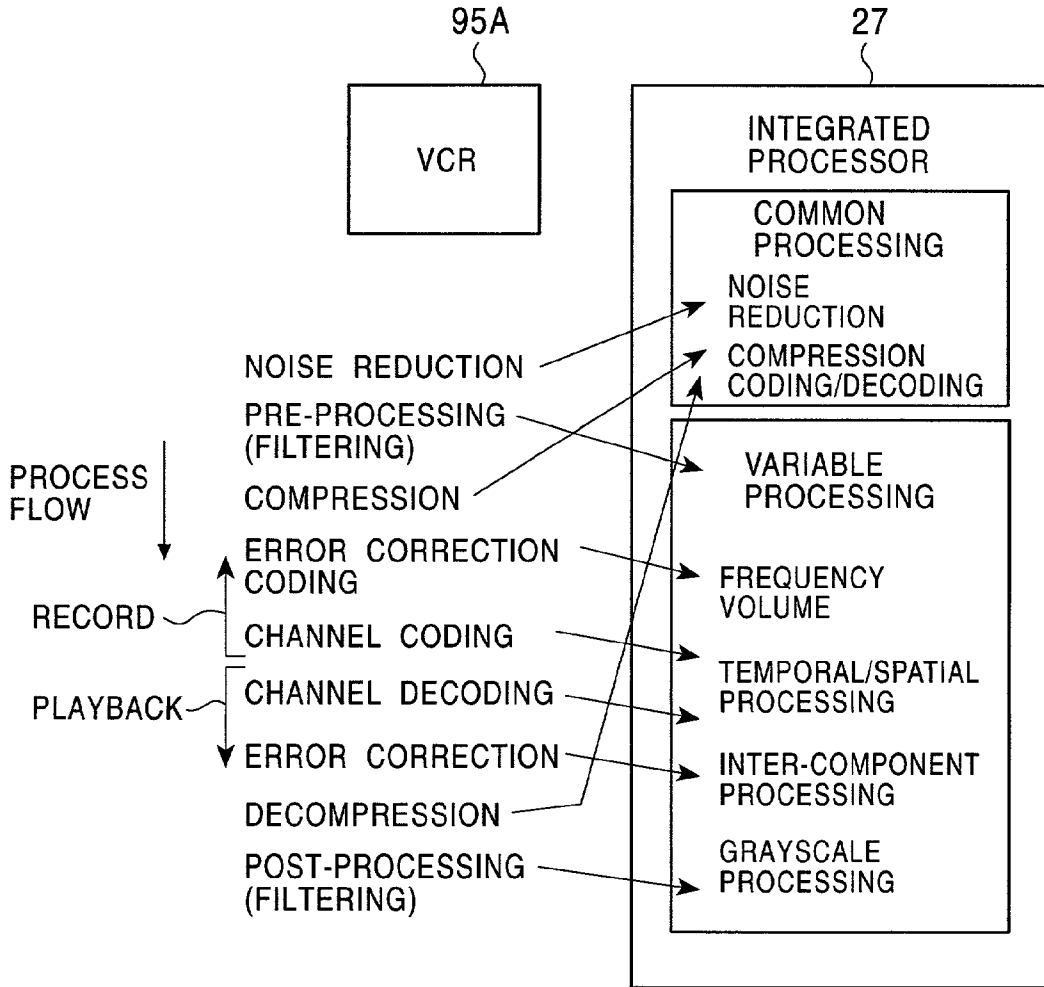 95A
27
VCR
INTEGRATED
PROCESSOR
COMMON
PROCESSING
NOISE
REDUCTION
COMPRESSION
CODING/DECODING
NOISE REDUCTION
PRE-PROCESSING
(FILTERING)
COMPRESSION
ERROR CORRECTION
CODING
CHANNEL CODING
CHANNEL DECODING
ERROR CORRECTION
DECOMPRESSION
POST-PROCESSING
(FILTERING)
PROCESS
FLOW
RECORD
PLAYBACK
VARIABLE
PROCESSING
FREQUENCY
VOLUME
TEMPORAL/SPATIAL
PROCESSING
INTER-COMPONENT
PROCESSING
GRAYSCALE
PROCESSING